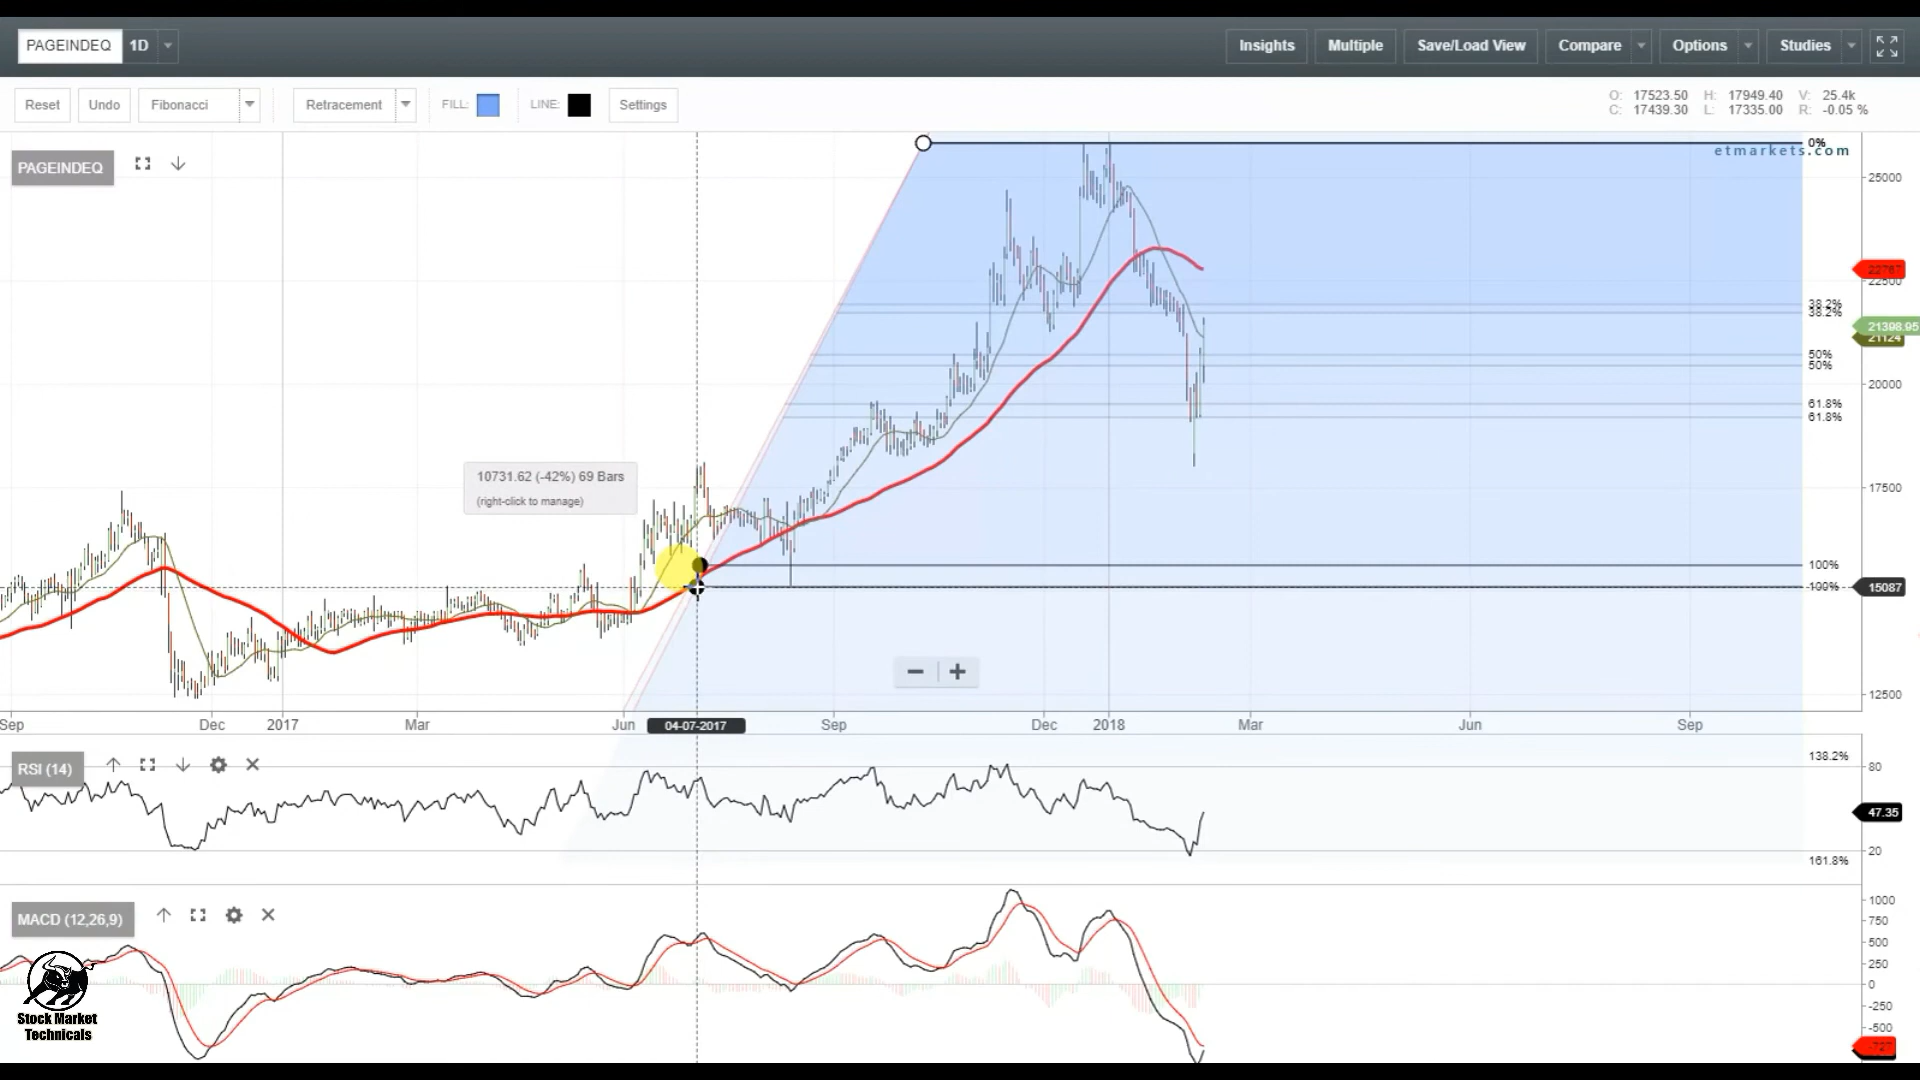 PAGEINDEQ 1D Insights Multiple Save/Load View Compare Options Studies
Reset Undo Fibonacci Retracement FILL: LINE: Settings
O: 17523.50 H: 17949.40 V: 25.4k
C: 17439.30 L: 17335.00 R: -0.05 %
PAGEINDEQ
0%
etmarkets.com
25000
22767
22500
38.2%
38.2%
21398.95
21124
50%
50%
20000
61.8%
61.8%
10731.62 (-42%) 69 Bars
(right-click to manage)
17500
100%
100%
15087
12500
Sep Dec 2017 Mar Jun 04-07-2017 Sep Dec 2018 Mar Jun Sep
RSI (14)
138.2%
80
47.35
20
161.8%
MACD (12,26,9)
1000
750
500
250
0
-250
-500
-727
Stock Market
Technicals